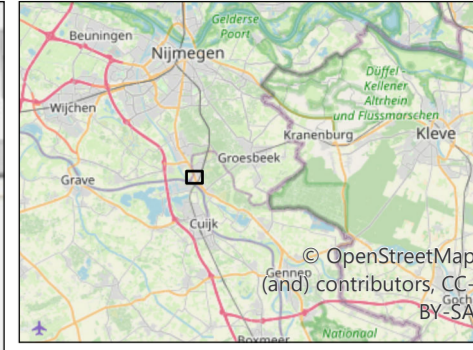 Gelderse
Poort
Beuningen
Nijmegen
Düffel -
Kellener
Altrhein
und Flussmarschen
Wijchen
Kranenburg
Kleve
Groesbeek
Grave
Cuijk
© OpenStreetMap
(and) contributors, CC-
BY-SA
Gennep
Goch
Boxmeer
Nationaal